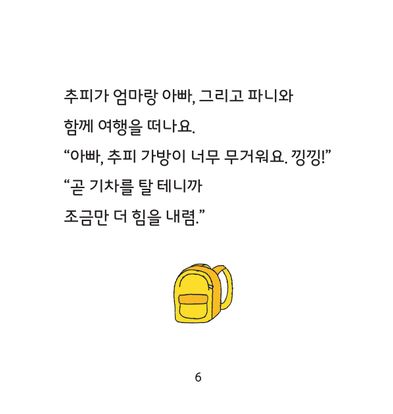 추피가 엄마랑 아빠, 그리고 파니와
함께 여행을 떠나요.
“아빠, 추피 가방이 너무 무거워요. 낑낑!”
“곧 기차를 탈 테니까
조금만 더 힘을 내렴.”
6